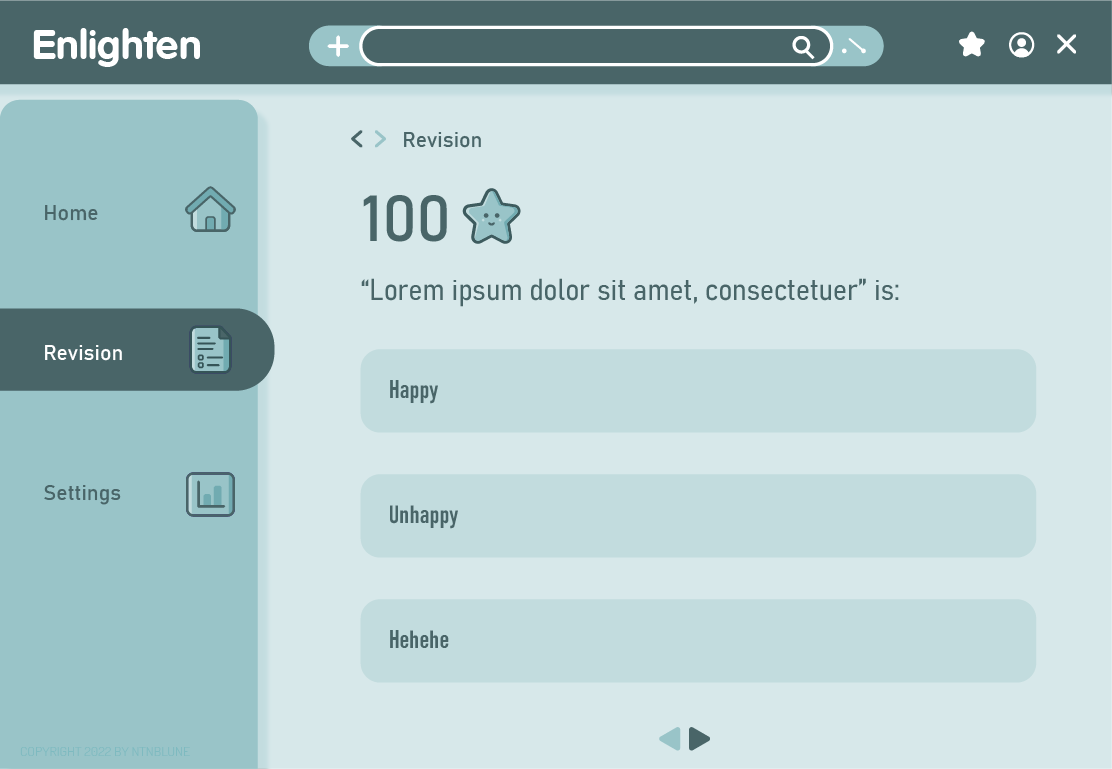 Enlighten
Revision
Home
100
“Lorem ipsum dolor sit amet, consectetuer” is:
Revision
Happy
Settings
Unhappy
Hehehe
COPYRIGHT 2022 BY NTNBLUNE